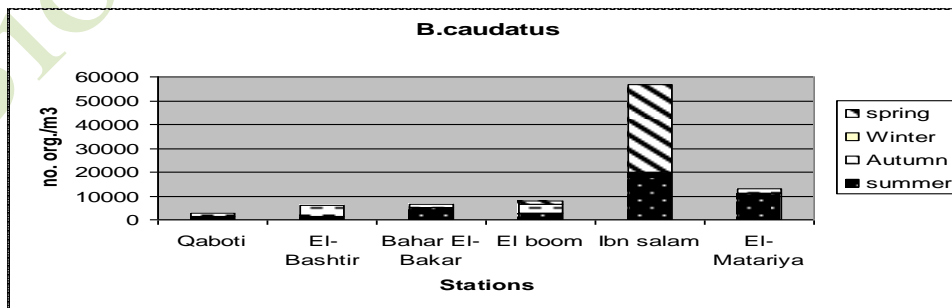 B.caudatus
no. org./m3
60000
50000
40000
30000
20000
10000
0
Qaboti
El-
Bashtir
Bahar El-
Bakar
El boom
Ibn salam
El-
Matariya
Stations
spring
Winter
Autumn
summer